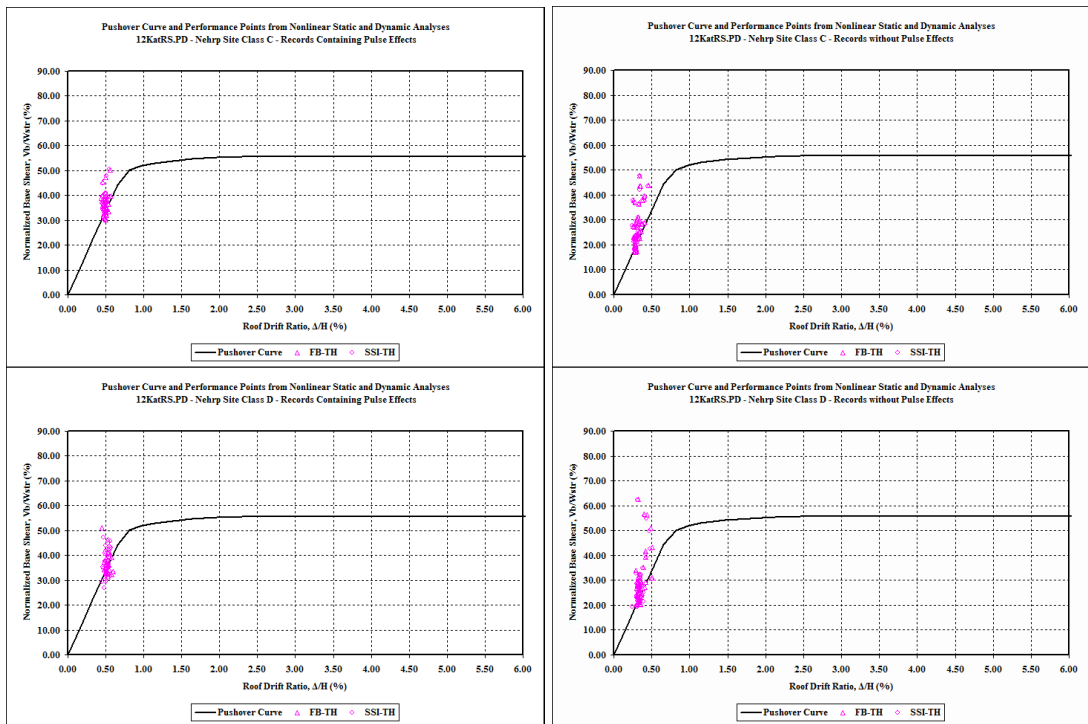 Pushover Curve and Performance Points from Nonlinear Static and Dynamic Analyses
12KatRS.PD - Nehrp Site Class C - Records Containing Pulse Effects
Normalized Base Shear, Vb/Wstr (%)
90.00
80.00
70.00
60.00
50.00
40.00
30.00
20.00
10.00
0.00
0.00 0.50 1.00 1.50 2.00 2.50 3.00 3.50 4.00 4.50 5.00 5.50 6.00
Roof Drift Ratio, Δ/H (%)
Pushover Curve FB-TH SSI-TH
Pushover Curve and Performance Points from Nonlinear Static and Dynamic Analyses
12KatRS.PD - Nehrp Site Class C - Records without Pulse Effects
Normalized Base Shear, Vb/Wstr (%)
90.00
80.00
70.00
60.00
50.00
40.00
30.00
20.00
10.00
0.00
0.00 0.50 1.00 1.50 2.00 2.50 3.00 3.50 4.00 4.50 5.00 5.50 6.00
Roof Drift Ratio, Δ/H (%)
Pushover Curve FB-TH SSI-TH
Pushover Curve and Performance Points from Nonlinear Static and Dynamic Analyses
12KatRS.PD - Nehrp Site Class D - Records Containing Pulse Effects
Normalized Base Shear, Vb/Wstr (%)
90.00
80.00
70.00
60.00
50.00
40.00
30.00
20.00
10.00
0.00
0.00 0.50 1.00 1.50 2.00 2.50 3.00 3.50 4.00 4.50 5.00 5.50 6.00
Roof Drift Ratio, Δ/H (%)
Pushover Curve FB-TH SSI-TH
Pushover Curve and Performance Points from Nonlinear Static and Dynamic Analyses
12KatRS.PD - Nehrp Site Class D - Records without Pulse Effects
Normalized Base Shear, Vb/Wstr (%)
90.00
80.00
70.00
60.00
50.00
40.00
30.00
20.00
10.00
0.00
0.00 0.50 1.00 1.50 2.00 2.50 3.00 3.50 4.00 4.50 5.00 5.50 6.00
Roof Drift Ratio, Δ/H (%)
Pushover Curve FB-TH SSI-TH